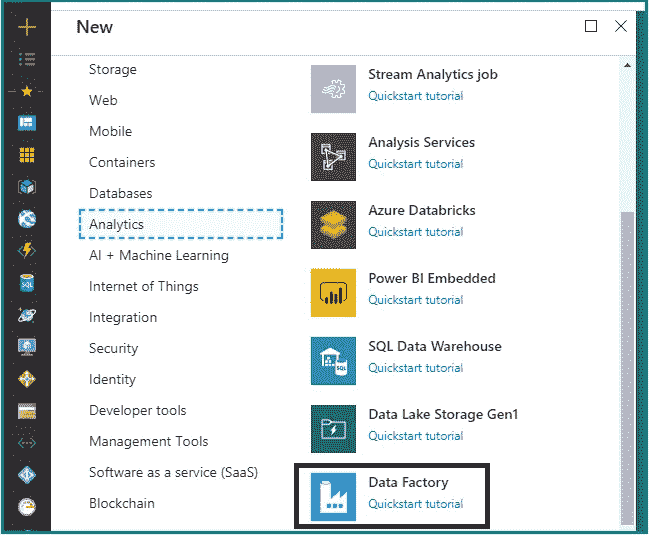 New
Storage
Web
Mobile
Containers
Databases
Analytics
AI + Machine Learning
Internet of Things
Integration
Security
Identity
Developer tools
Management Tools
Software as a service (SaaS)
Blockchain
Stream Analytics job
Quickstart tutorial
Analysis Services
Quickstart tutorial
Azure Databricks
Quickstart tutorial
Power BI Embedded
Quickstart tutorial
SQL Data Warehouse
Quickstart tutorial
Data Lake Storage Gen1
Quickstart tutorial
Data Factory
Quickstart tutorial
SQL